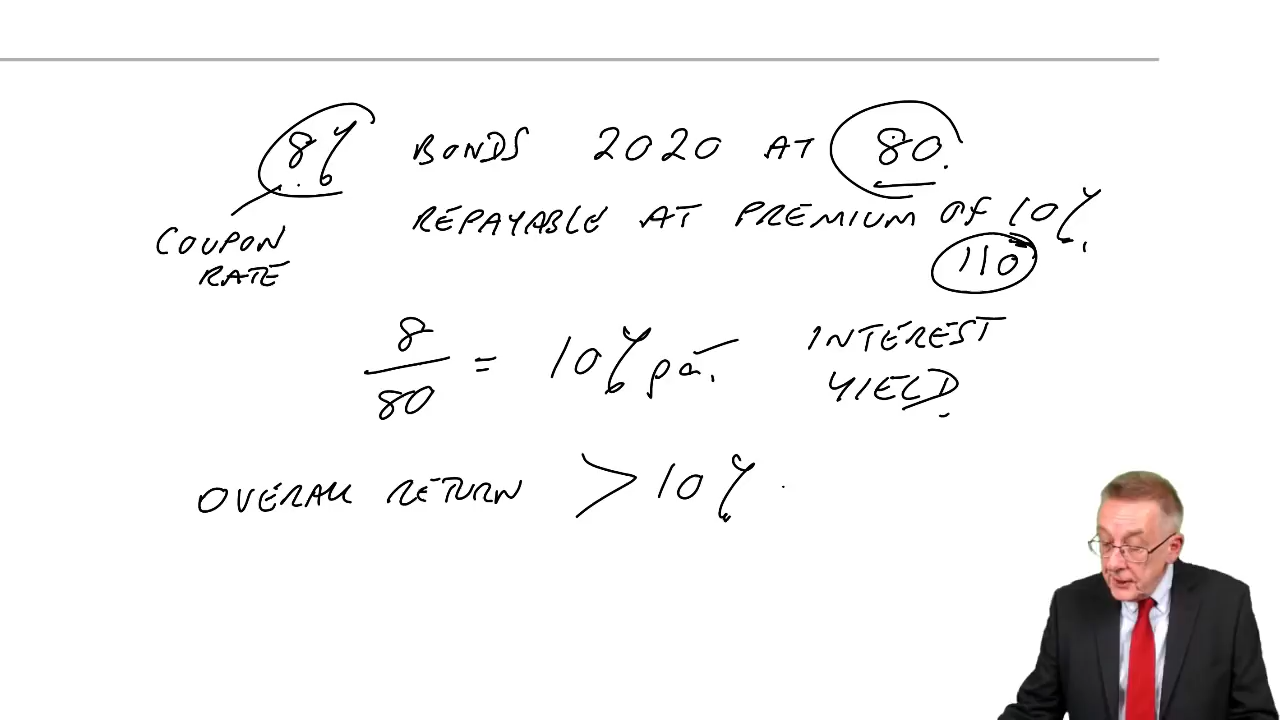 8% BONDS 2020 AT 80.
REPAYABLE AT PREMIUM OF 10%.
COUPON
RATE
110
8
80
= 10% pa.
INTEREST
YIELD
OVERALL RETURN > 10%